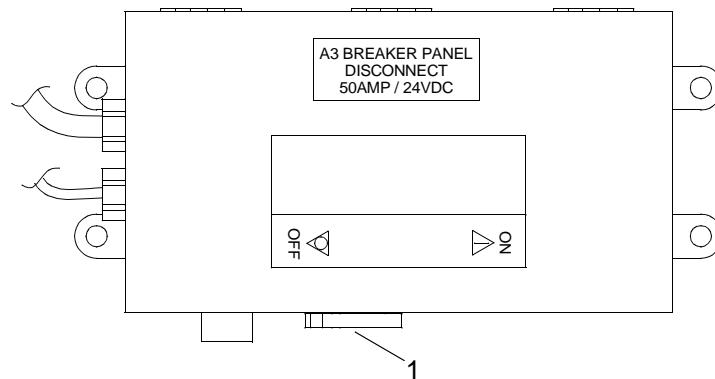 A3 BREAKER PANEL
DISCONNECT
50AMP / 24VDC
OFF
ON
1